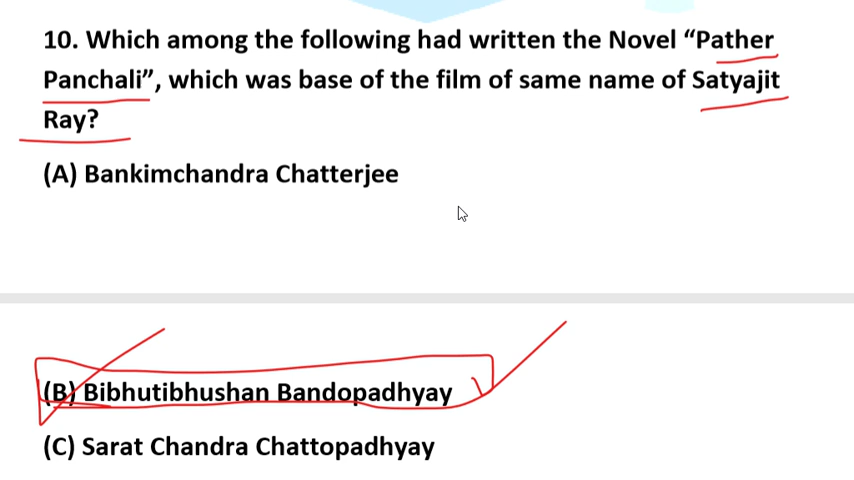 10. Which among the following had written the Novel “Pather
Panchali”, which was base of the film of same name of Satyajit
Ray?
(A) Bankimchandra Chatterjee
(B) Bibhutibhushan Bandopadhyay
(C) Sarat Chandra Chattopadhyay